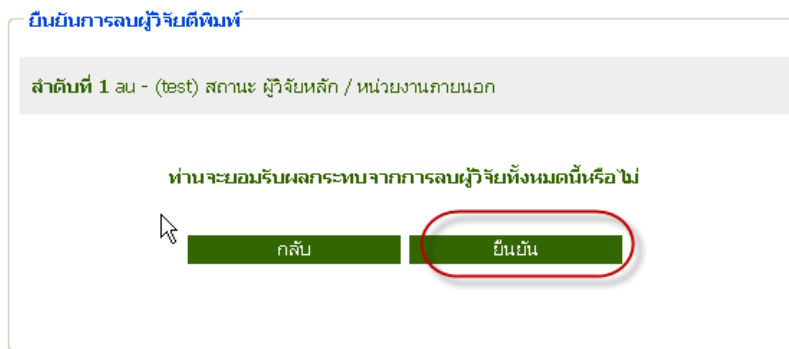 ยืนยันการลบผู้วิจัยตีพิมพ์
ลำดับที่ 1 au - (test) สถานะ ผู้วิจัยหลัก / หน่วยงานภายนอก
ท่านจะยอมรับผลกระทบจากการลบผู้วิจัยทั้งหมดนี้หรือไม่
กลับ
ยืนยัน